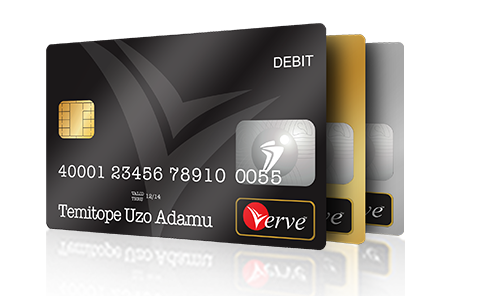 DEBIT
40001 23456 78910 0055
VALID THRU 12/14
Temitope Uzo Adamu
Verve